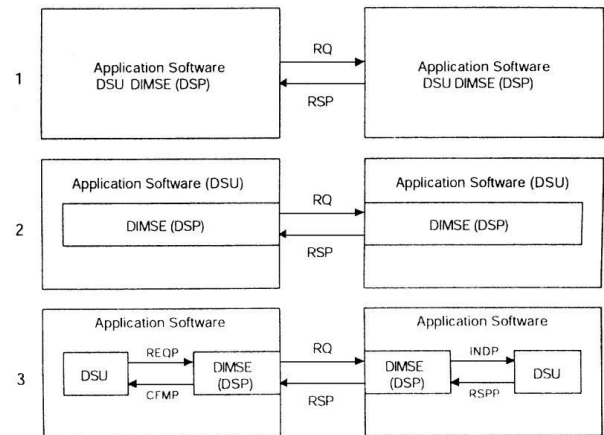 1
Application Software
DSU DIMSE (DSP)
RQ
RSP
Application Software
DSU DIMSE (DSP)
2
Application Software (DSU)
DIMSE (DSP)
RQ
RSP
Application Software (DSU)
DIMSE (DSP)
3
Application Software
DSU
REQP
CFMP
DIMSE
(DSP)
RQ
RSP
Application Software
DIMSE
(DSP)
INDP
RSPP
DSU